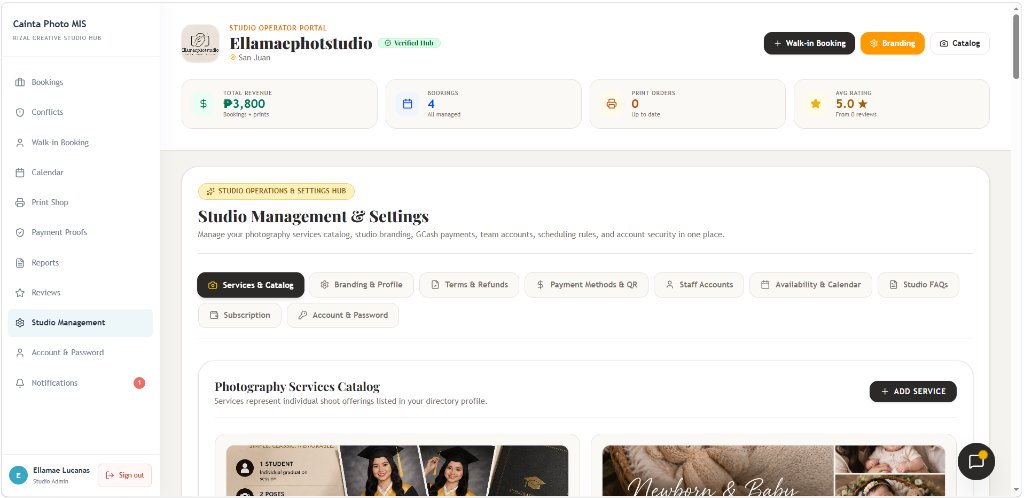 Cainta Photo MIS
RIZAL CREATIVE STUDIO HUB
Bookings
Conflicts
Walk-in Booking
Calendar
Print Shop
Payment Proofs
Reports
Reviews
Studio Management
Account & Password
Notifications
1
E
Ellamae Lucanas
Studio Admin
Sign out
STUDIO OPERATOR PORTAL
Ellamaephotstudio
Verified Hub
San Juan
+ Walk-in Booking
Branding
Catalog
TOTAL REVENUE
₱3,800
Bookings + prints
BOOKINGS
4
All managed
PRINT ORDERS
0
Up to date
AVG RATING
5.0 ★
From 0 reviews
STUDIO OPERATIONS & SETTINGS HUB
Studio Management & Settings
Manage your photography services catalog, studio branding, GCash payments, team accounts, scheduling rules, and account security in one place.
Services & Catalog
Branding & Profile
Terms & Refunds
Payment Methods & QR
Staff Accounts
Availability & Calendar
Studio FAQs
Subscription
Account & Password
Photography Services Catalog
Services represent individual shoot offerings listed in your directory profile.
+ ADD SERVICE
SIMPLE. CLASSIC. MEMORABLE.
1 STUDENT
Individual graduation
session
2 POSES
Newborn & Baby